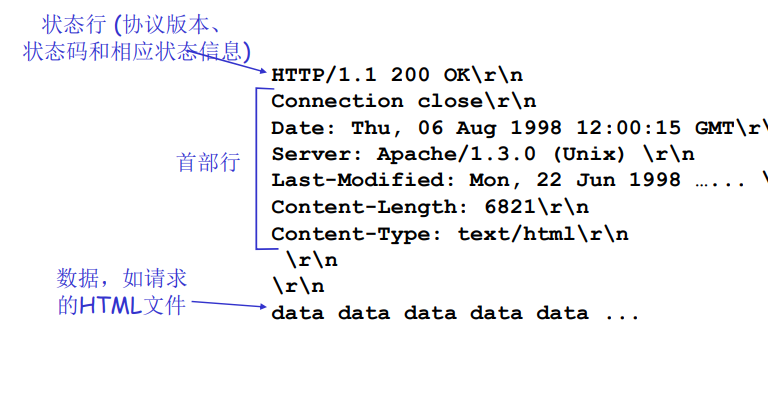 状态行 (协议版本、
状态码和相应状态信息)
HTTP/1.1 200 OK\r\n
Connection close\r\n
Date: Thu, 06 Aug 1998 12:00:15 GMT\r\
首部行
Server: Apache/1.3.0 (Unix) \r\n
Last-Modified: Mon, 22 Jun 1998 …... \
Content-Length: 6821\r\n
Content-Type: text/html\r\n
\r\n
\r\n
数据，如请求
的HTML文件
data data data data data ...